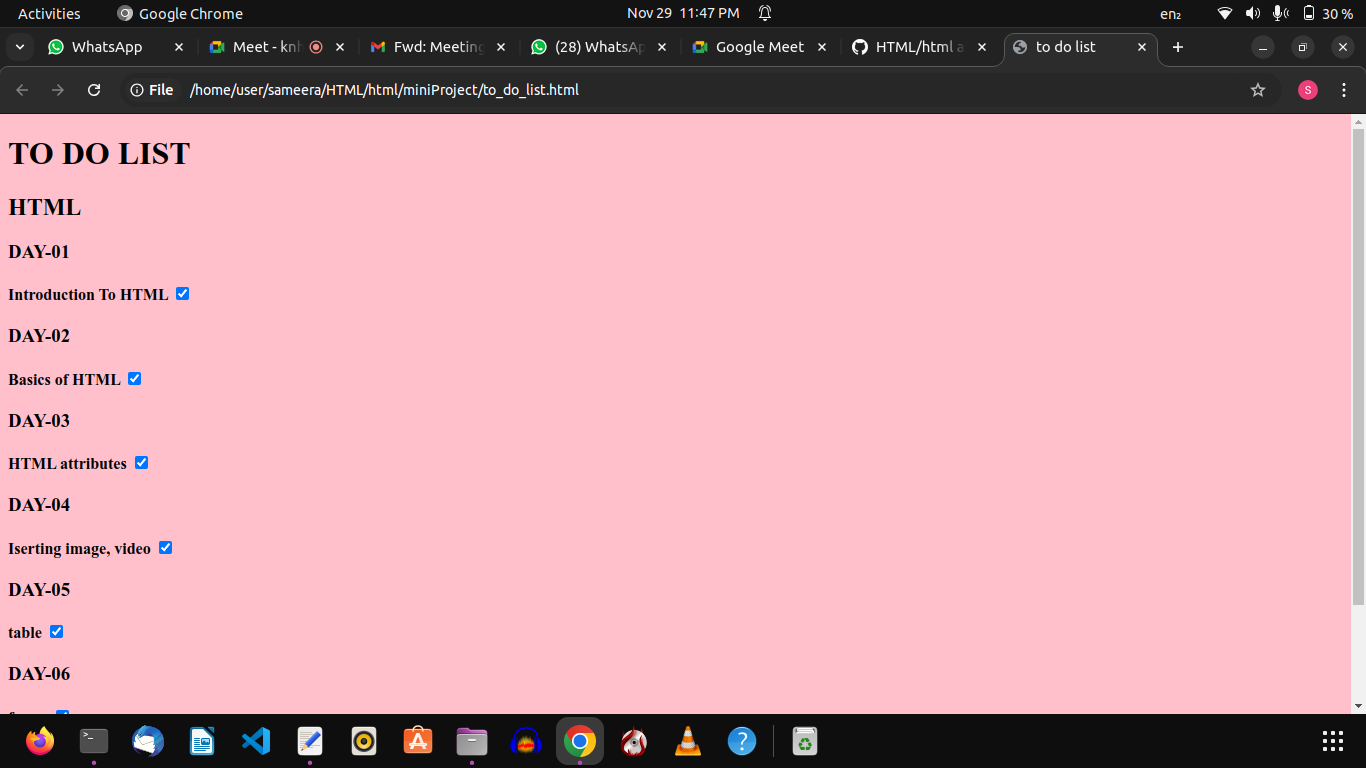 Activities Google Chrome Nov 29 11:47 PM en₂ 30 %
WhatsApp Meet - knh Fwd: Meeting (28) WhatsAp Google Meet HTML/html a to do list
File /home/user/sameera/HTML/html/miniProject/to_do_list.html S
TO DO LIST
HTML
DAY-01
Introduction To HTML
DAY-02
Basics of HTML
DAY-03
HTML attributes
DAY-04
Iserting image, video
DAY-05
table
DAY-06